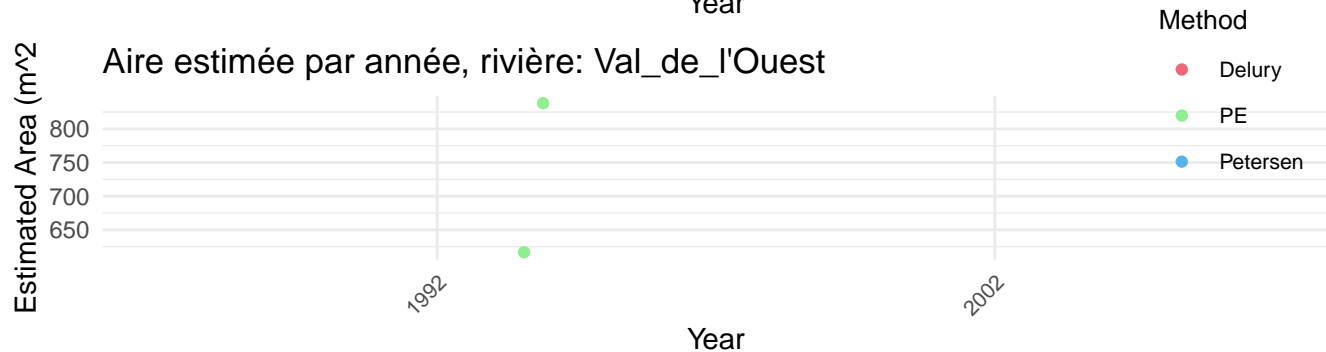 Year
Method
Aire estimée par année, rivière: Val_de_l'Ouest
Estimated Area (m^2
Delury
PE
Petersen
800
750
700
650
1992
2002
Year